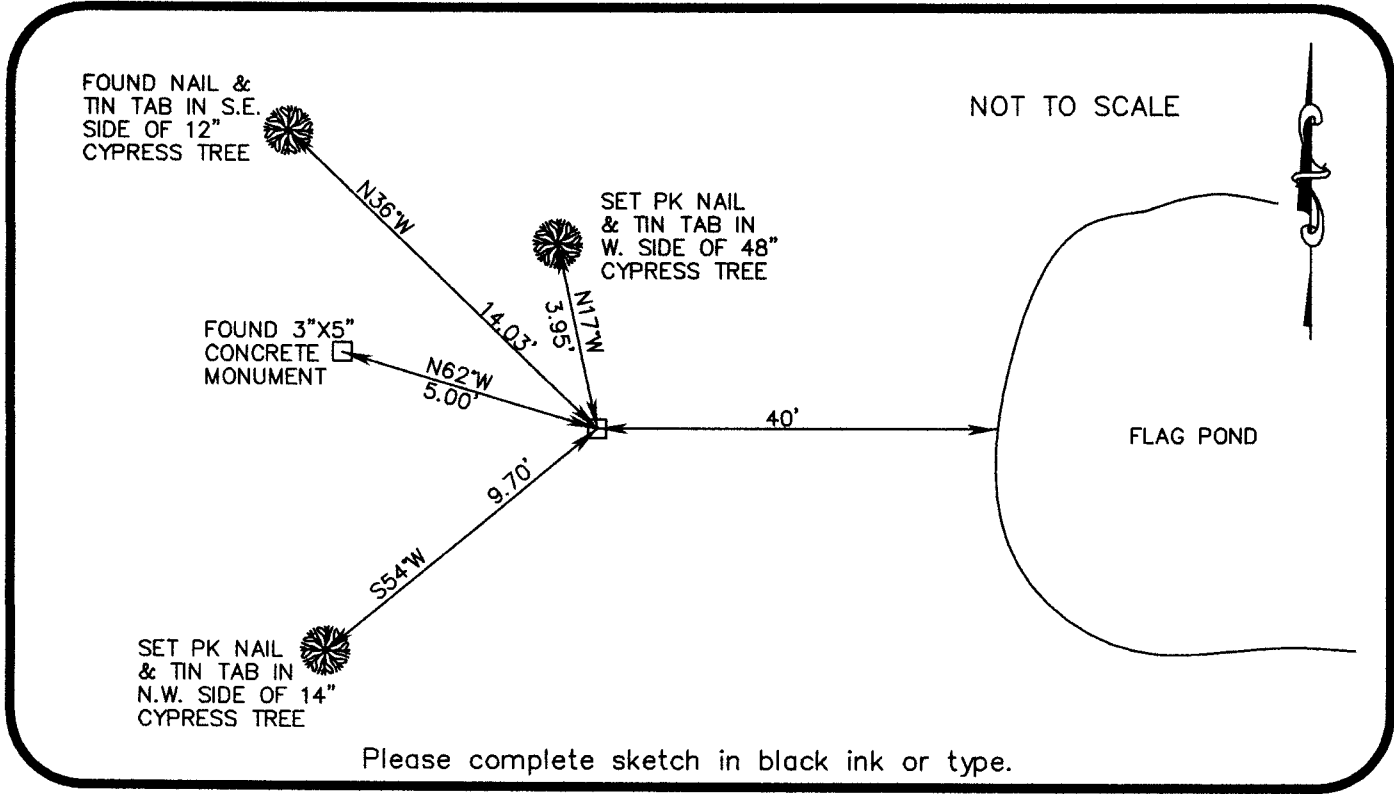 FOUND NAIL &
TIN TAB IN S.E.
SIDE OF 12"
CYPRESS TREE
NOT TO SCALE
N36°W
14.03'
SET PK NAIL
& TIN TAB IN
W. SIDE OF 48"
CYPRESS TREE
N17°W
3.95'
FOUND 3"X5"
CONCRETE
MONUMENT
N62°W
5.00'
40'
FLAG POND
9.70'
S54°W
SET PK NAIL
& TIN TAB IN
N.W. SIDE OF 14"
CYPRESS TREE
Please complete sketch in black ink or type.